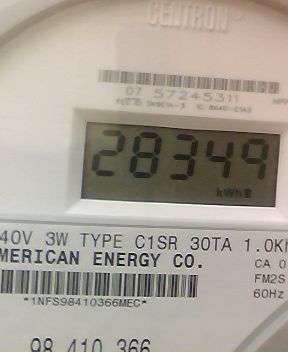 CENTRON®
07 57245311
28349
kWh
40V 3W TYPE C1SR 30TA 1.0Kh
MERICAN ENERGY CO.
CA 0
FM2S
60Hz
*1NFS98410366MEC*
98 410 366